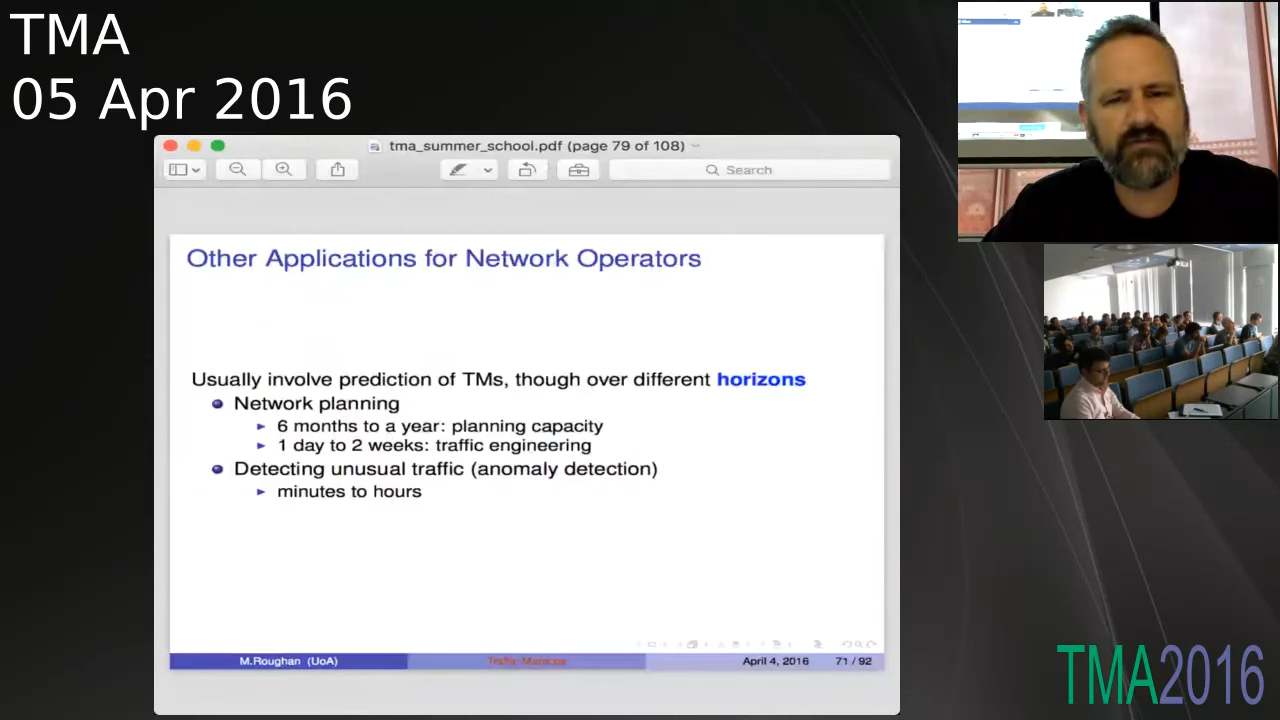 TMA
05 Apr 2016
tma_summer_school.pdf (page 79 of 108)
Search
Other Applications for Network Operators
Usually involve prediction of TMs, though over different horizons
Network planning
6 months to a year: planning capacity
1 day to 2 weeks: traffic engineering
Detecting unusual traffic (anomaly detection)
minutes to hours
M.Roughan (UoA)
Traffic Matrices
April 4, 2016
71 / 92
TMA2016